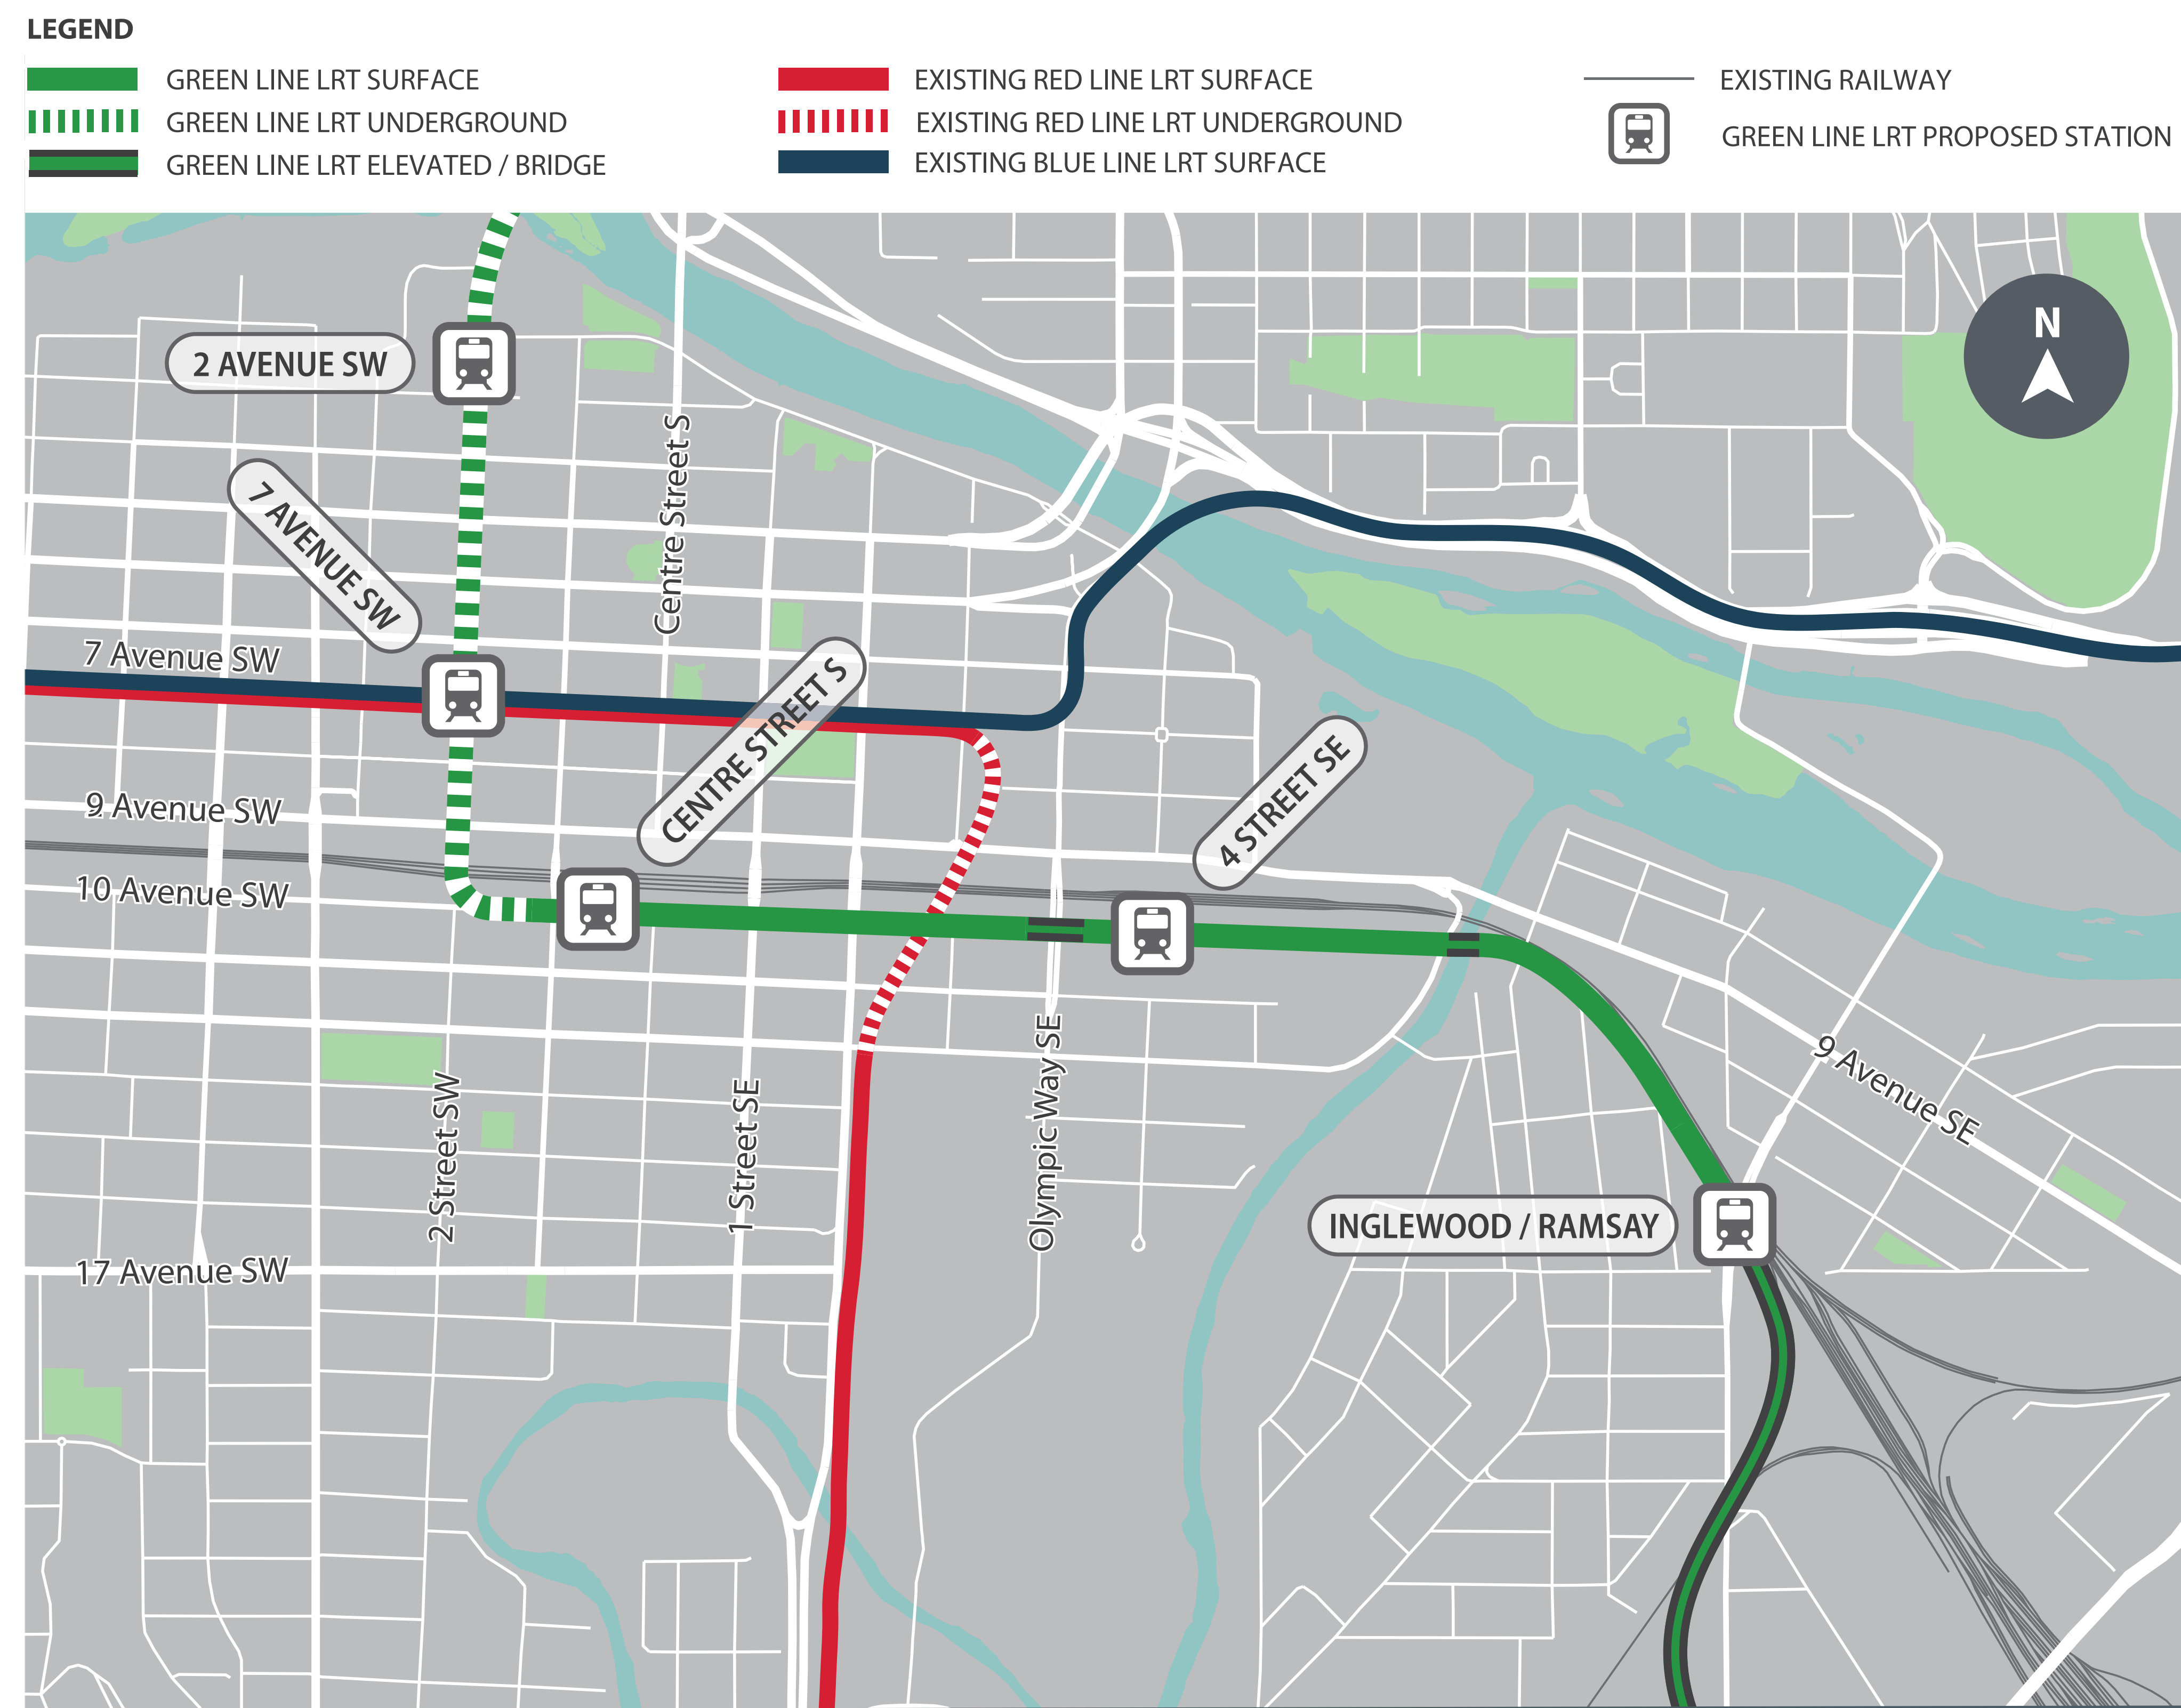 LEGEND
GREEN LINE LRT SURFACE
GREEN LINE LRT UNDERGROUND
GREEN LINE LRT ELEVATED / BRIDGE
EXISTING RED LINE LRT SURFACE
EXISTING RED LINE LRT UNDERGROUND
EXISTING BLUE LINE LRT SURFACE
EXISTING RAILWAY
GREEN LINE LRT PROPOSED STATION
N
2 AVENUE SW
7 AVENUE SW
Centre Street S
7 Avenue SW
CENTRE STREET S
4 STREET SE
9 Avenue SW
10 Avenue SW
2 Street SW
1 Street SE
Olympic Way SE
9 Avenue SE
INGLEWOOD / RAMSAY
17 Avenue SW